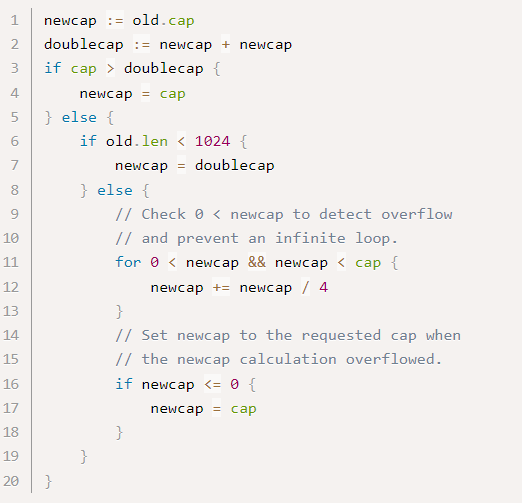 1 newcap := old.cap
2 doublecap := newcap + newcap
3 if cap > doublecap {
4     newcap = cap
5 } else {
6     if old.len < 1024 {
7         newcap = doublecap
8     } else {
9         // Check 0 < newcap to detect overflow
10         // and prevent an infinite loop.
11         for 0 < newcap && newcap < cap {
12             newcap += newcap / 4
13         }
14         // Set newcap to the requested cap when
15         // the newcap calculation overflowed.
16         if newcap <= 0 {
17             newcap = cap
18         }
19     }
20 }